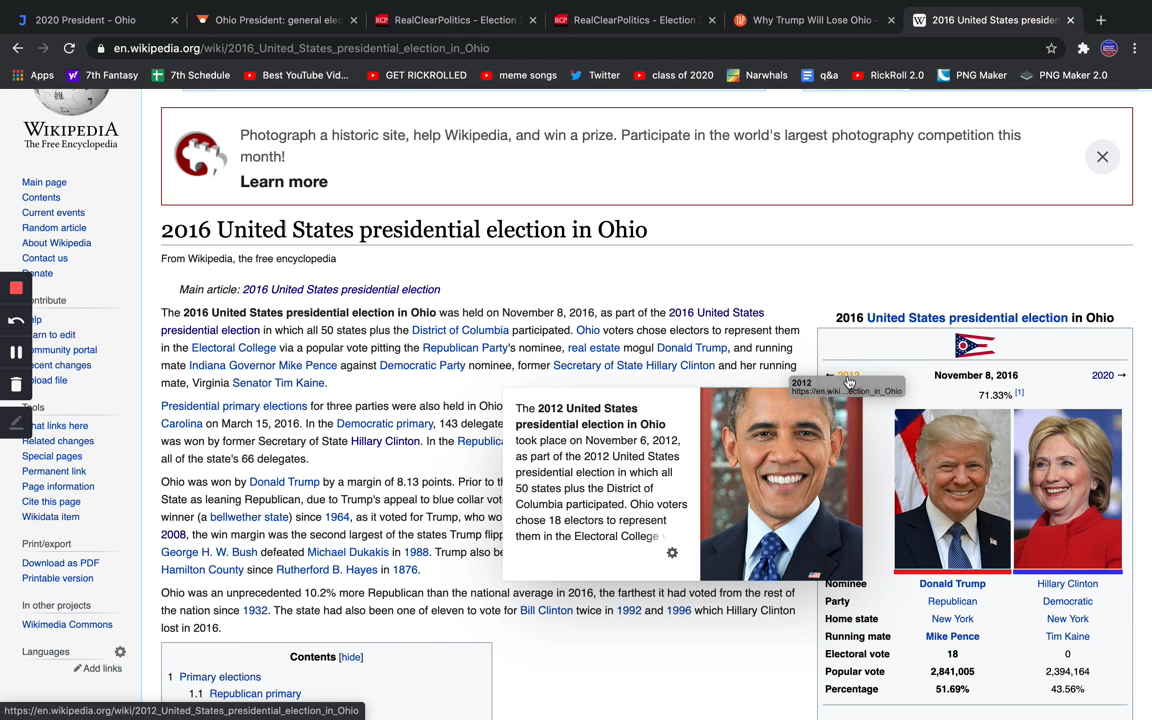 2020 President - Ohio
Ohio President: general elec
RealClearPolitics - Election
RealClearPolitics - Election
Why Trump Will Lose Ohio -
2016 United States presiden
en.wikipedia.org/wiki/2016_United_States_presidential_election_in_Ohio
Apps 7th Fantasy 7th Schedule Best YouTube Vid... GET RICKROLLED meme songs Twitter class of 2020 Narwhals q&a RickRoll 2.0 PNG Maker PNG Maker 2.0
WIKIPEDIA
The Free Encyclopedia
Main page
Contents
Current events
Random article
About Wikipedia
Contact us
onate
ontribute
elp
earn to edit
ommunity portal
ecent changes
pload file
Tools
hat links here
Related changes
Special pages
Permanent link
Page information
Cite this page
Wikidata item
Print/export
Download as PDF
Printable version
In other projects
Wikimedia Commons
Languages
Add links
Photograph a historic site, help Wikipedia, and win a prize. Participate in the world's largest photography competition this
month!
Learn more
2016 United States presidential election in Ohio
From Wikipedia, the free encyclopedia
Main article: 2016 United States presidential election
The 2016 United States presidential election in Ohio was held on November 8, 2016, as part of the 2016 United States
presidential election in which all 50 states plus the District of Columbia participated. Ohio voters chose electors to represent them
in the Electoral College via a popular vote pitting the Republican Party's nominee, real estate mogul Donald Trump, and running
mate Indiana Governor Mike Pence against Democratic Party nominee, former Secretary of State Hillary Clinton and her running
mate, Virginia Senator Tim Kaine.
Presidential primary elections for three parties were also held in Ohio
Carolina on March 15, 2016. In the Democratic primary, 143 delegate
was won by former Secretary of State Hillary Clinton. In the Republic
all of the state's 66 delegates.
Ohio was won by Donald Trump by a margin of 8.13 points. Prior to th
State as leaning Republican, due to Trump's appeal to blue collar vot
winner (a bellwether state) since 1964, as it voted for Trump, who wo
2008, the win margin was the second largest of the states Trump flipp
George H. W. Bush defeated Michael Dukakis in 1988. Trump also be
Hamilton County since Rutherford B. Hayes in 1876.
Ohio was an unprecedented 10.2% more Republican than the national average in 2016, the farthest it had voted from the rest of
the nation since 1932. The state had also been one of eleven to vote for Bill Clinton twice in 1992 and 1996 which Hillary Clinton
lost in 2016.
Contents [hide]
1 Primary elections
1.1 Republican primary
The 2012 United States
presidential election in Ohio
took place on November 6, 2012,
as part of the 2012 United States
presidential election in which all
50 states plus the District of
Columbia participated. Ohio voters
chose 18 electors to represent
them in the Electoral College
2016 United States presidential election in Ohio
← 2012 November 8, 2016 2020 →
2012
https://en.wiki...ection_in_Ohio
71.33% [1]
Nominee Donald Trump Hillary Clinton
Party Republican Democratic
Home state New York New York
Running mate Mike Pence Tim Kaine
Electoral vote 18 0
Popular vote 2,841,005 2,394,164
Percentage 51.69% 43.56%
https://en.wikipedia.org/wiki/2012_United_States_presidential_election_in_Ohio